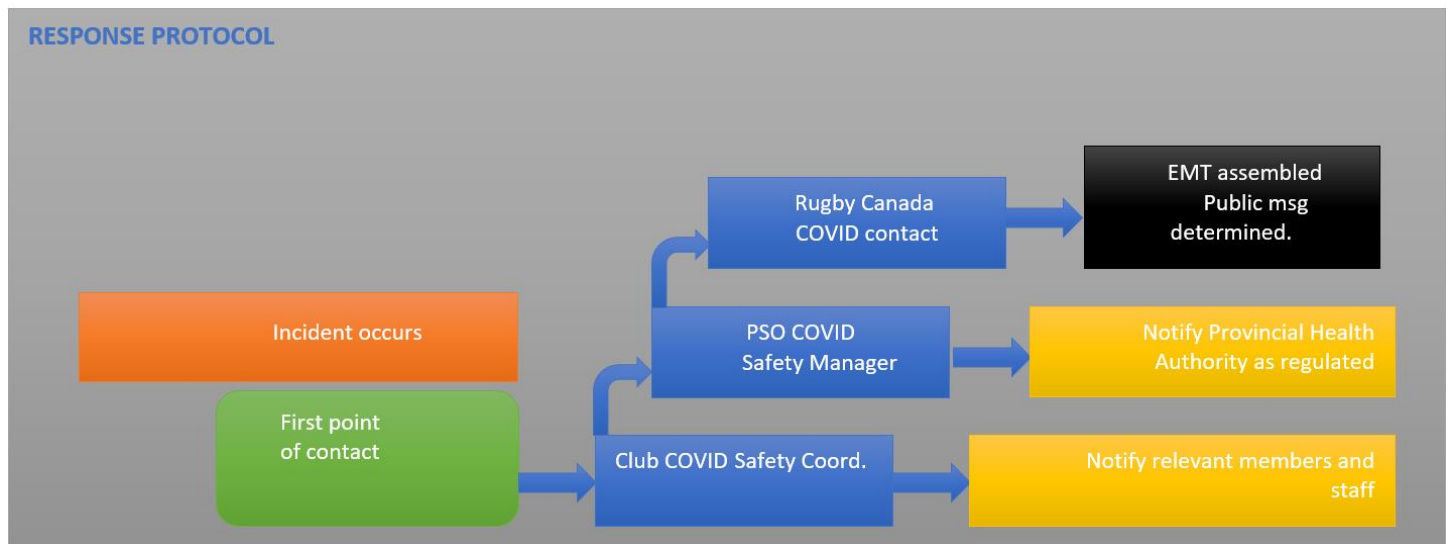 RESPONSE PROTOCOL
EMT assembled
Public msg
determined.
Rugby Canada
COVID contact
Incident occurs
PSO COVID
Safety Manager
Notify Provincial Health
Authority as regulated
First point
of contact
Club COVID Safety Coord.
Notify relevant members and
staff